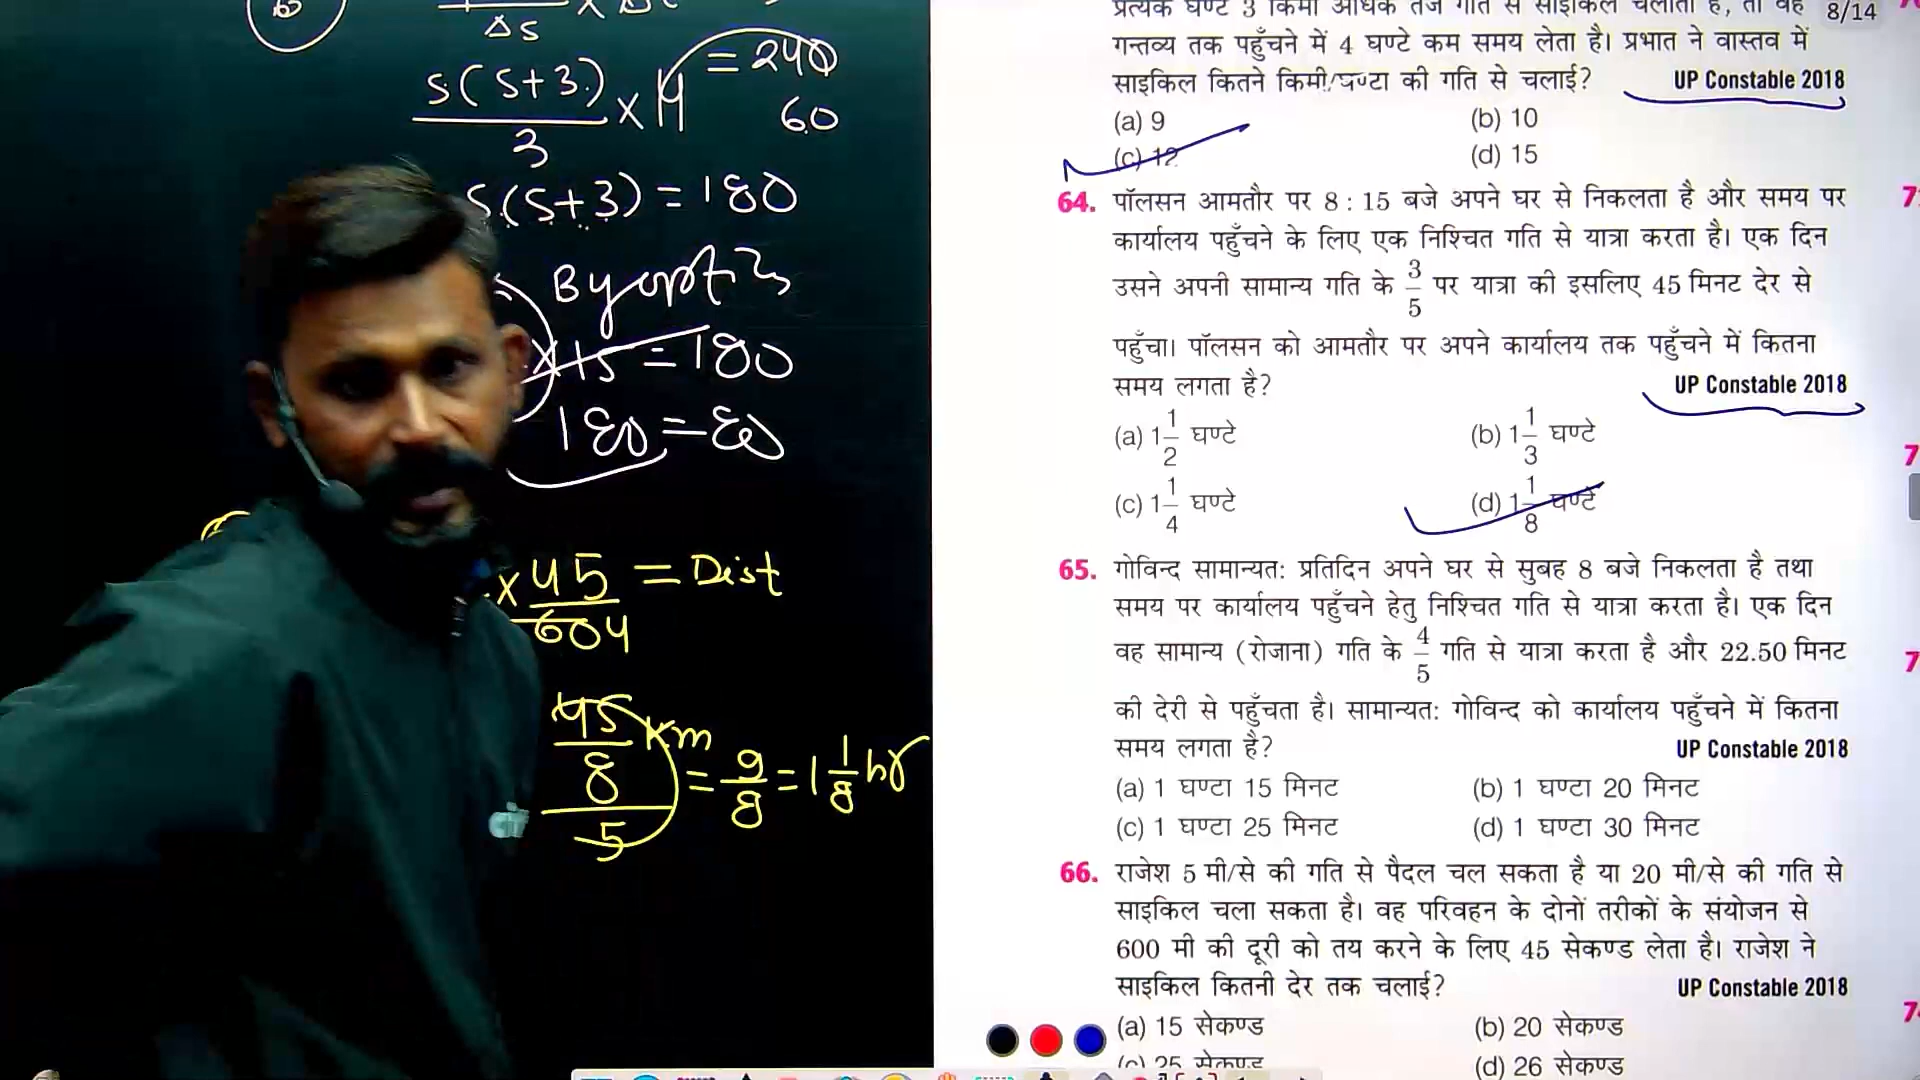 5(5+3)/3 × 4 = 240
60
5(5+3) = 180
By opt.
×15 = 180
180 = 180
× 45/60 4 = Dist
45/8 km
/5 = 9/8 = 1 1/8 hr
8/14
गन्तव्य तक पहुँचने में 4 घण्टे कम समय लेता है। प्रभात ने वास्तव में
साइकिल कितने किमी/घण्टा की गति से चलाई? UP Constable 2018
(a) 9 (b) 10
(c) 12 (d) 15
64. पॉलसन आमतौर पर 8 : 15 बजे अपने घर से निकलता है और समय पर
कार्यालय पहुँचने के लिए एक निश्चित गति से यात्रा करता है। एक दिन
उसने अपनी सामान्य गति के 3/5 पर यात्रा की इसलिए 45 मिनट देर से
पहुँचा। पॉलसन को आमतौर पर अपने कार्यालय तक पहुँचने में कितना
समय लगता है? UP Constable 2018
(a) 1 1/2 घण्टे (b) 1 1/3 घण्टे
(c) 1 1/4 घण्टे (d) 1 1/8 घण्टे
65. गोविन्द सामान्यतः प्रतिदिन अपने घर से सुबह 8 बजे निकलता है तथा
समय पर कार्यालय पहुँचने हेतु निश्चित गति से यात्रा करता है। एक दिन
वह सामान्य (रोजाना) गति के 4/5 गति से यात्रा करता है और 22.50 मिनट
की देरी से पहुँचता है। सामान्यतः गोविन्द को कार्यालय पहुँचने में कितना
समय लगता है? UP Constable 2018
(a) 1 घण्टा 15 मिनट (b) 1 घण्टा 20 मिनट
(c) 1 घण्टा 25 मिनट (d) 1 घण्टा 30 मिनट
66. राजेश 5 मी/से की गति से पैदल चल सकता है या 20 मी/से की गति से
साइकिल चला सकता है। वह परिवहन के दोनों तरीकों के संयोजन से
600 मी की दूरी को तय करने के लिए 45 सेकण्ड लेता है। राजेश ने
साइकिल कितनी देर तक चलाई? UP Constable 2018
(a) 15 सेकण्ड (b) 20 सेकण्ड
(c) 25 सेकण्ड (d) 26 सेकण्ड